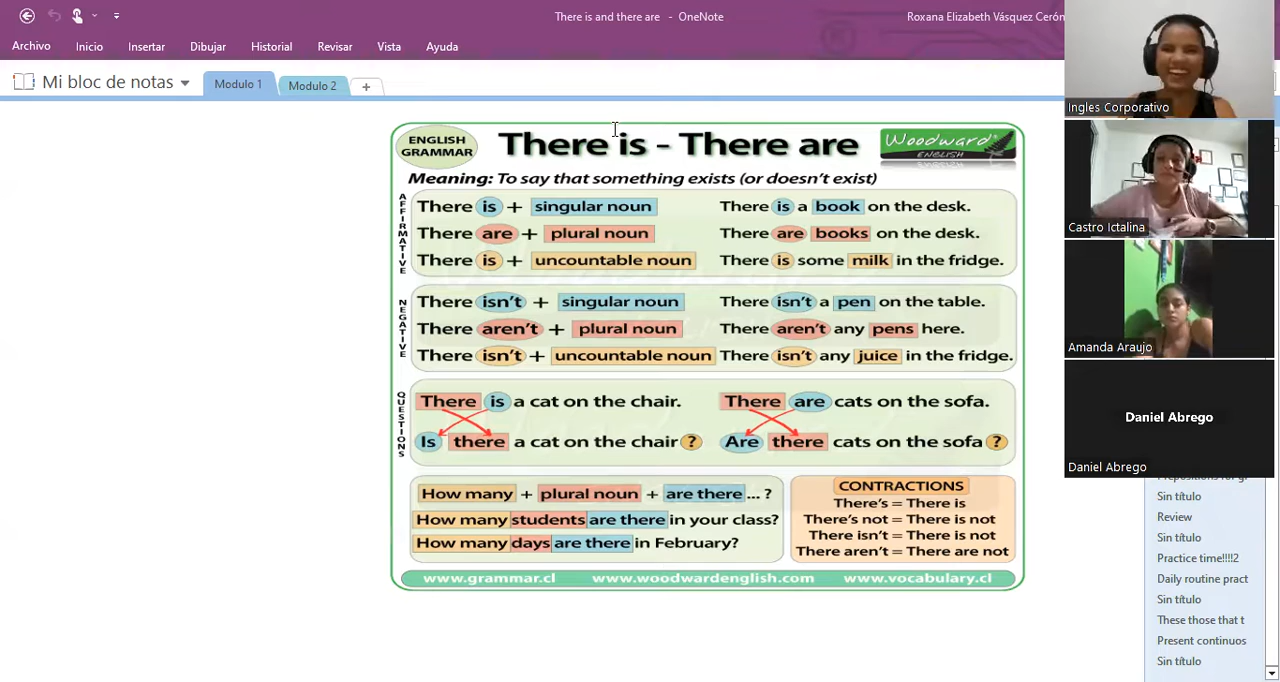 There is and there are - OneNote
Roxana Elizabeth Vásquez Cerón
Archivo Inicio Insertar Dibujar Historial Revisar Vista Ayuda
Mi bloc de notas Modulo 1 Modulo 2 +
ENGLISH GRAMMAR
There is - There are
Woodward ENGLISH
Meaning: To say that something exists (or doesn't exist)
AFFIRMATIVE
There is + singular noun There is a book on the desk.
There are + plural noun There are books on the desk.
There is + uncountable noun There is some milk in the fridge.
NEGATIVE
There isn't + singular noun There isn't a pen on the table.
There aren't + plural noun There aren't any pens here.
There isn't + uncountable noun There isn't any juice in the fridge.
QUESTIONS
There is a cat on the chair. There are cats on the sofa.
Is there a cat on the chair ? Are there cats on the sofa ?
How many + plural noun + are there ... ?
How many students are there in your class?
How many days are there in February?
CONTRACTIONS
There's = There is
There's not = There is not
There isn't = There is not
There aren't = There are not
www.grammar.cl www.woodwardenglish.com www.vocabulary.cl
Ingles Corporativo
Castro Ictalina
Amanda Araujo
Daniel Abrego
Daniel Abrego
Sin título
Review
Sin título
Practice time!!!!2
Daily routine pract
Sin título
These those that t
Present continuos
Sin título